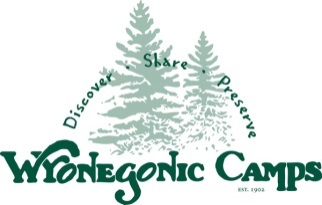 Discover · Share · Preserve
Wyonegonic Camps
EST. 1902